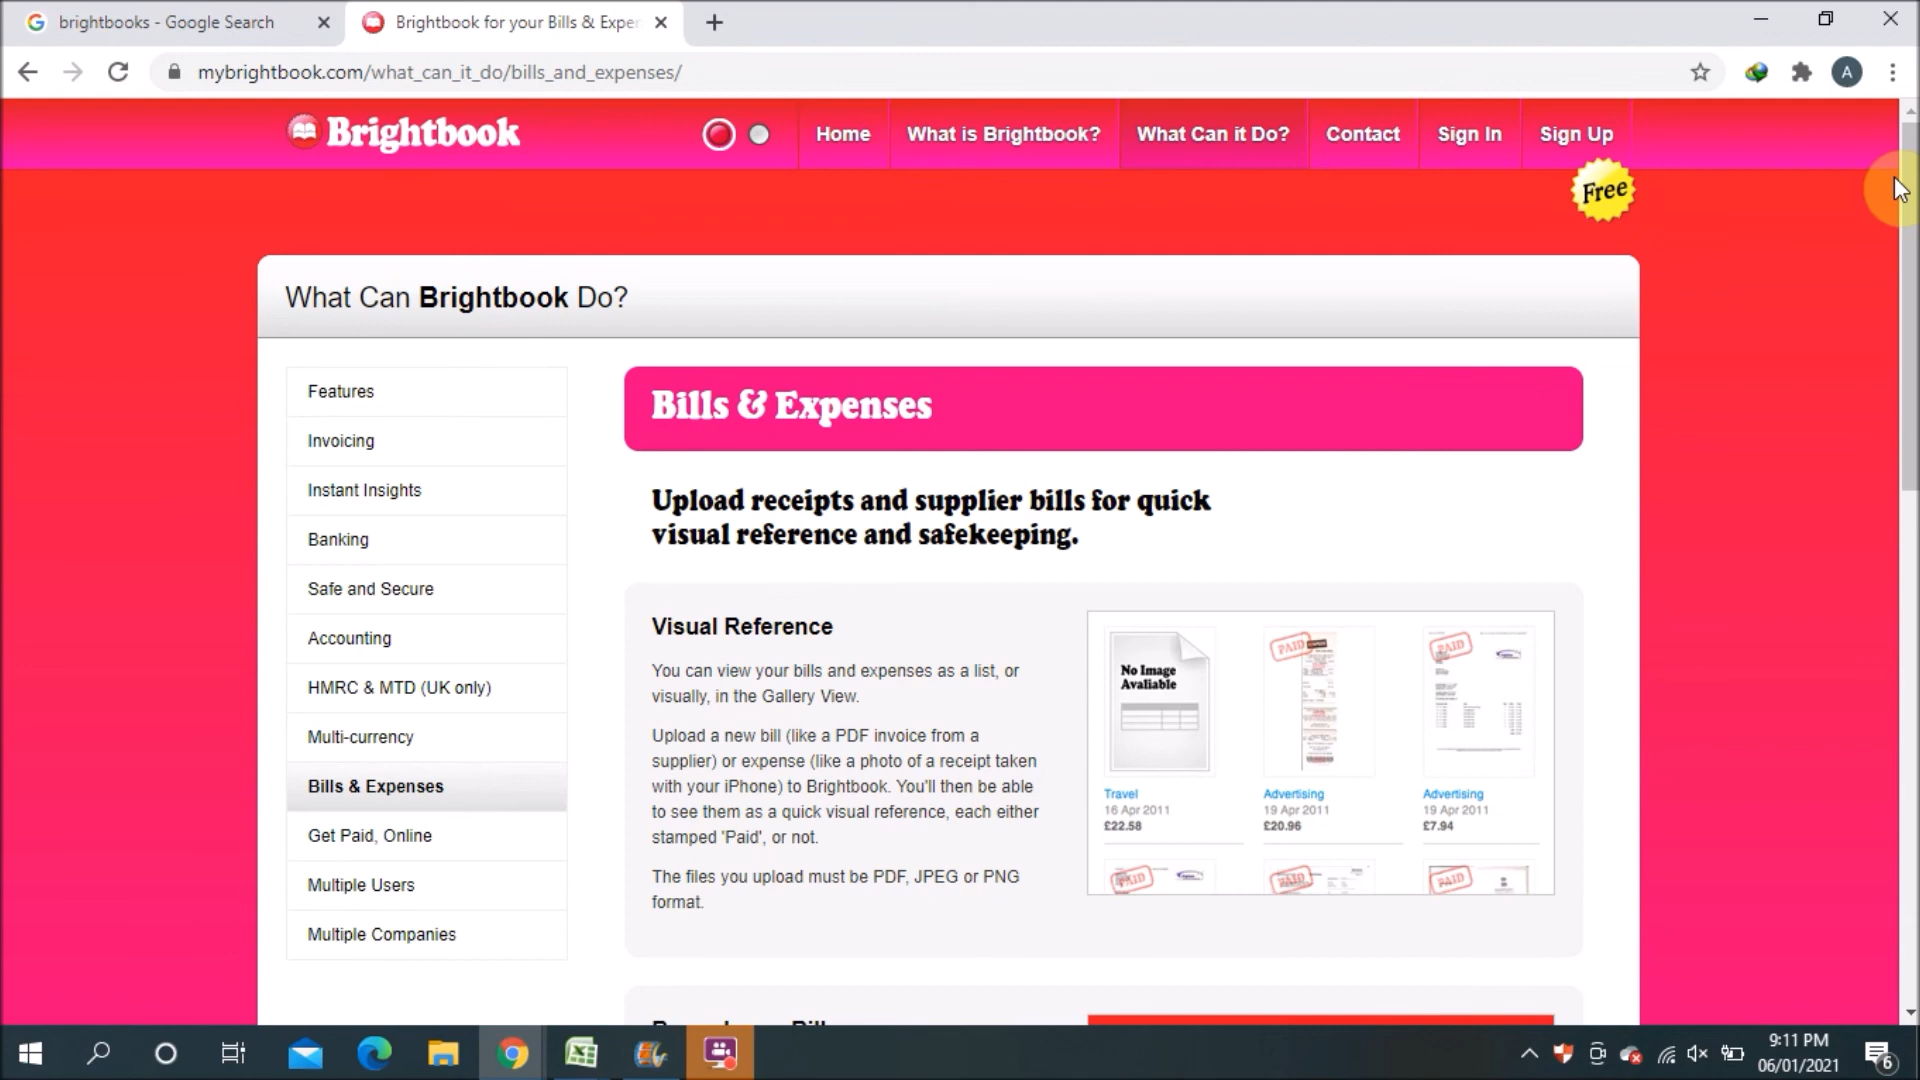 brightbooks - Google Search
Brightbook for your Bills & Expen
mybrightbook.com/what_can_it_do/bills_and_expenses/
A
Brightbook
Home
What is Brightbook?
What Can it Do?
Contact
Sign In
Sign Up
Free
What Can Brightbook Do?
Features
Invoicing
Instant Insights
Banking
Safe and Secure
Accounting
HMRC & MTD (UK only)
Multi-currency
Bills & Expenses
Get Paid, Online
Multiple Users
Multiple Companies
Bills & Expenses
Upload receipts and supplier bills for quick
visual reference and safekeeping.
Visual Reference
You can view your bills and expenses as a list, or
visually, in the Gallery View.
Upload a new bill (like a PDF invoice from a
supplier) or expense (like a photo of a receipt taken
with your iPhone) to Brightbook. You'll then be able
to see them as a quick visual reference, each either
stamped 'Paid', or not.
The files you upload must be PDF, JPEG or PNG
format.
No Image
Avaliable
PAID
PAID
Travel
16 Apr 2011
£22.58
Advertising
19 Apr 2011
£20.96
Advertising
19 Apr 2011
£7.94
PAID
PAID
PAID
9:11 PM
06/01/2021
6